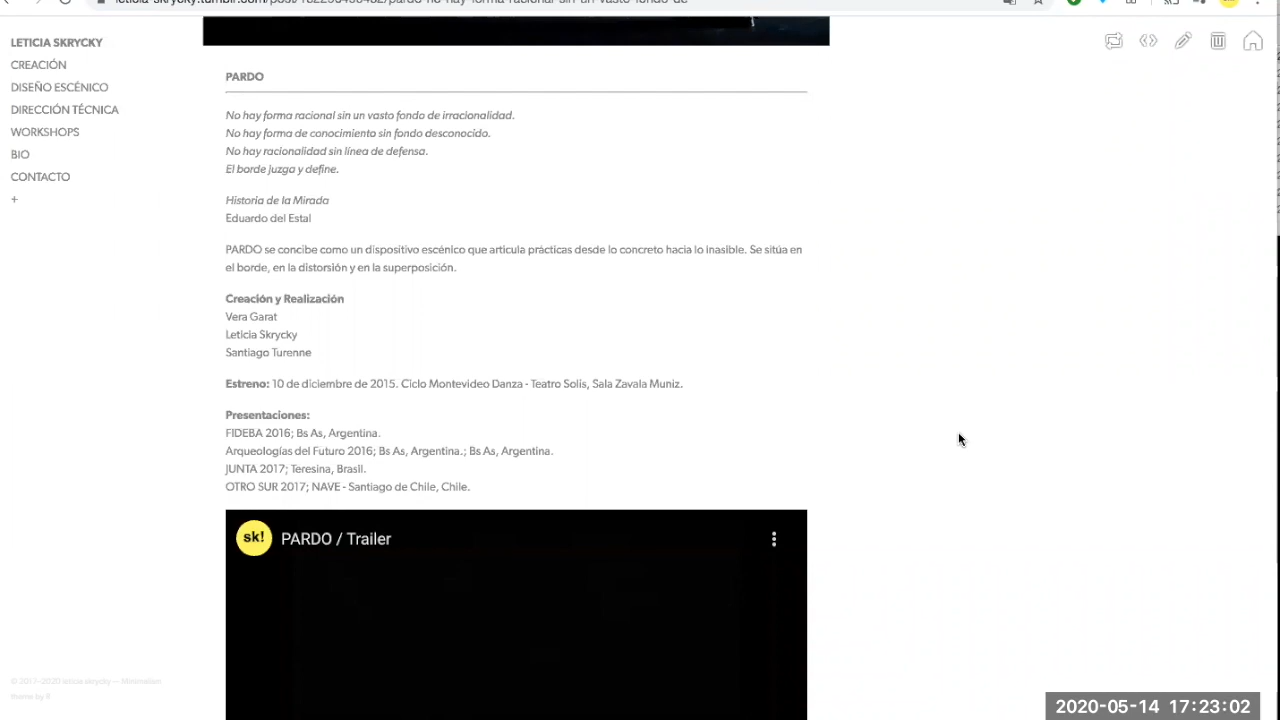 LETICIA SKRYCKY
CREACIÓN
DISEÑO ESCÉNICO
DIRECCIÓN TÉCNICA
WORKSHOPS
BIO
CONTACTO
+
PARDO
No hay forma racional sin un vasto fondo de irracionalidad.
No hay forma de conocimiento sin fondo desconocido.
No hay racionalidad sin línea de defensa.
El borde juzga y define.
Historia de la Mirada
Eduardo del Estal
PARDO se concibe como un dispositivo escénico que articula prácticas desde lo concreto hacia lo inasible. Se sitúa en
el borde, en la distorsión y en la superposición.
Creación y Realización
Vera Garat
Leticia Skrycky
Santiago Turenne
Estreno: 10 de diciembre de 2015. Ciclo Montevideo Danza - Teatro Solís, Sala Zavala Muniz.
Presentaciones:
FIDEBA 2016; Bs As, Argentina.
Arqueologías del Futuro 2016; Bs As, Argentina.; Bs As, Argentina.
JUNTA 2017; Teresina, Brasil.
OTRO SUR 2017; NAVE - Santiago de Chile, Chile.
sk! PARDO / Trailer
© 2011–2020 leticia skrycky — Minimalism
theme by
2020-05-14 17:23:02